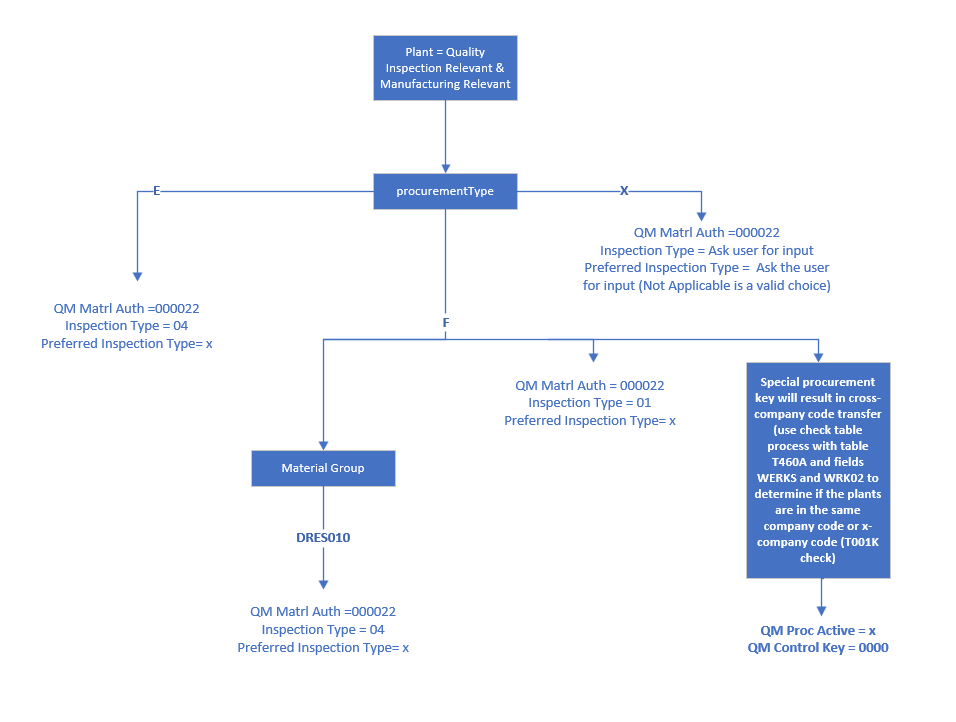 Plant = Quality
Inspection Relevant &
Manufacturing Relevant
procurementType
E
X
QM Matrl Auth =000022
Inspection Type = Ask user for input
Preferred Inspection Type =  Ask the user
for input (Not Applicable is a valid choice)
QM Matrl Auth =000022
Inspection Type = 04
Preferred Inspection Type= x
F
QM Matrl Auth = 000022
Inspection Type = 01
Preferred Inspection Type= x
Special procurement
key will result in cross-
company code transfer
(use check table
process with table
T460A and fields
WERKS and WRK02 to
determine if the plants
are in the same
company code or x-
company code (T001K
check)
Material Group
DRES010
QM Matrl Auth =000022
Inspection Type = 04
Preferred Inspection Type= x
QM Proc Active = x
QM Control Key = 0000